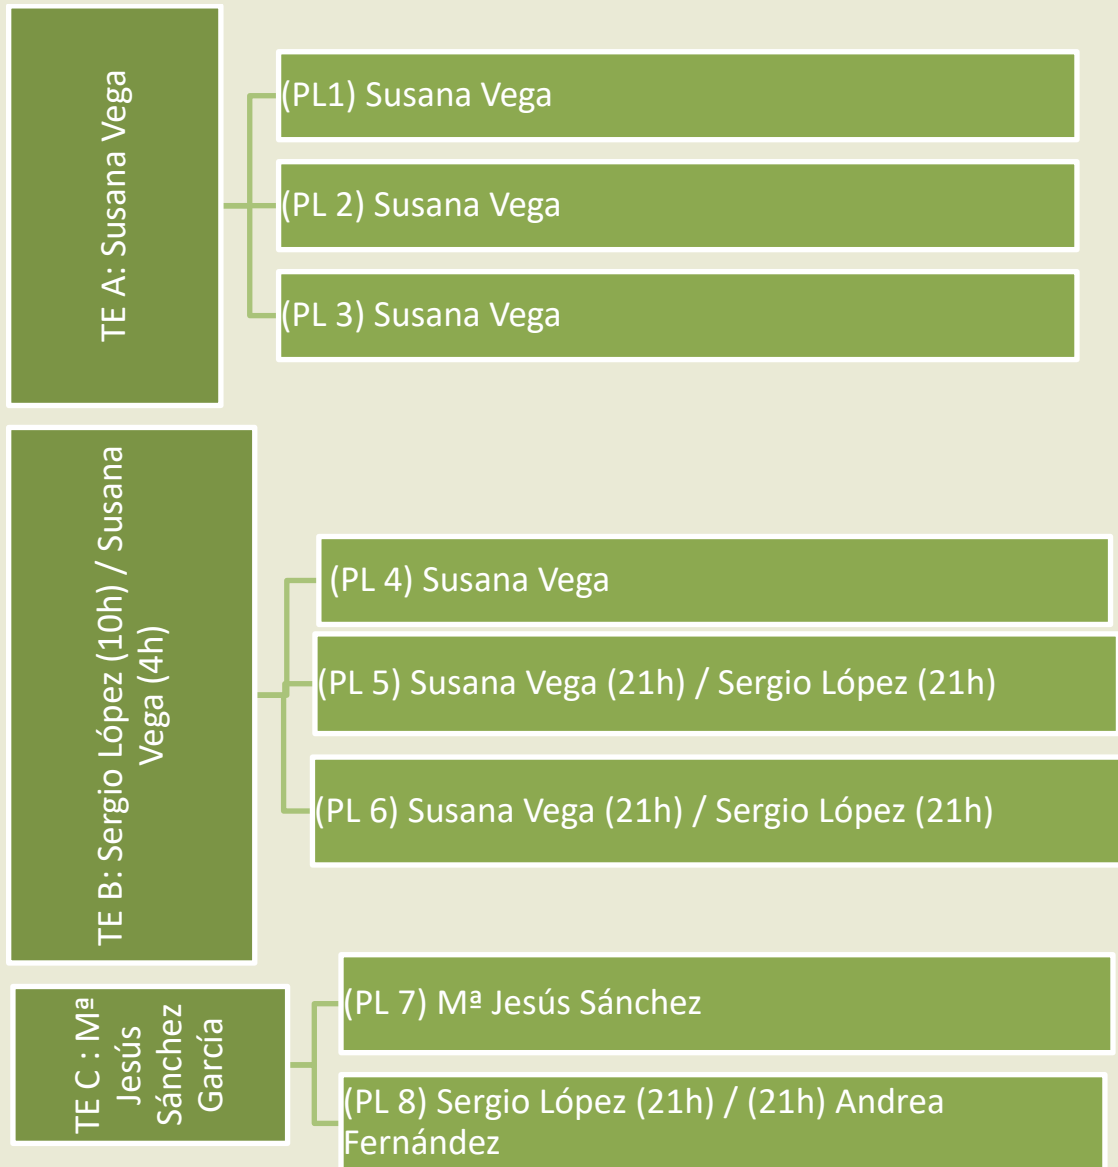 TE A: Susana Vega
(PL1) Susana Vega
(PL 2) Susana Vega
(PL 3) Susana Vega
TE B: Sergio López (10h) / Susana
Vega (4h)
(PL 4) Susana Vega
(PL 5) Susana Vega (21h) / Sergio López (21h)
(PL 6) Susana Vega (21h) / Sergio López (21h)
TE C : Mª
Jesús
Sánchez
García
(PL 7) Mª Jesús Sánchez
(PL 8) Sergio López (21h) / (21h) Andrea
Fernández